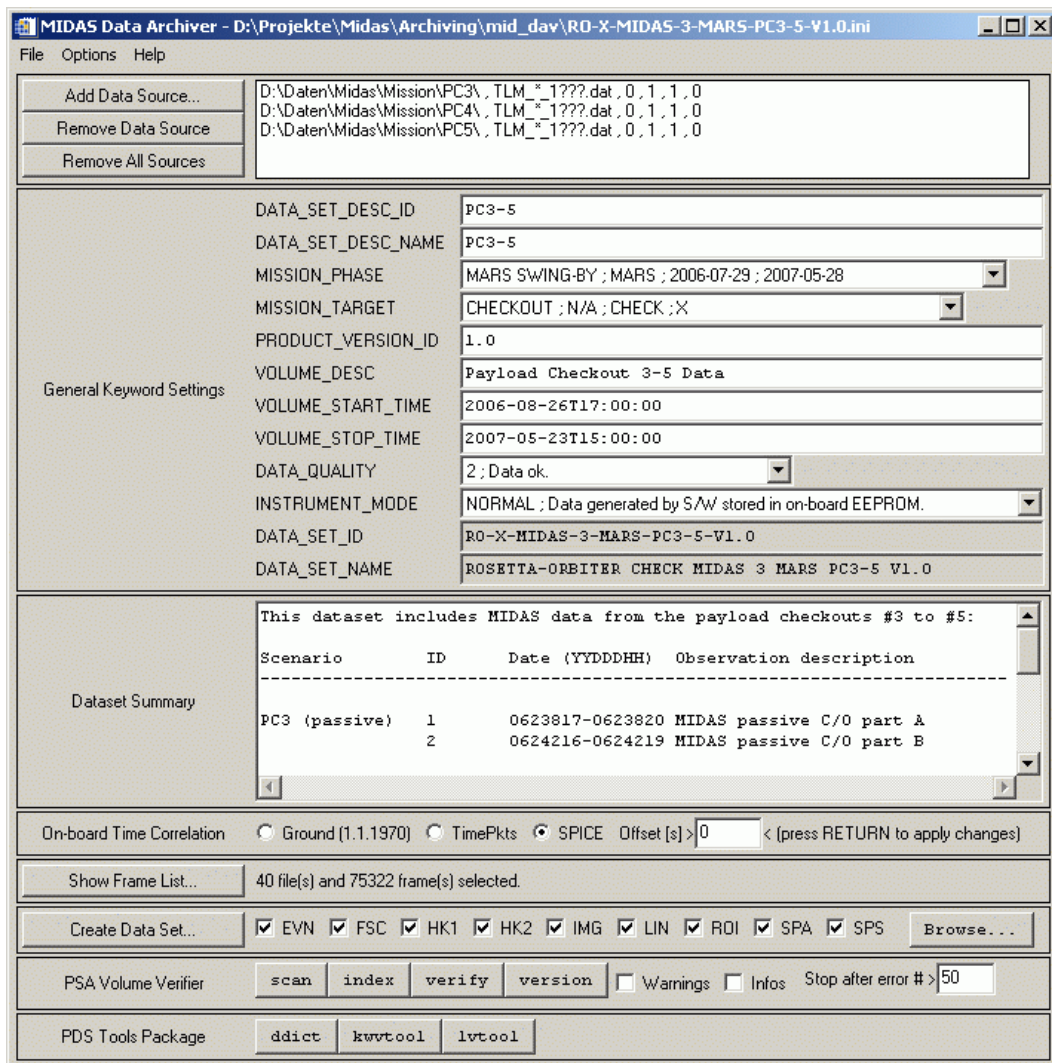 MIDAS Data Archiver - D:\Projekte\Midas\Archiving\mid_dav\RO-X-MIDAS-3-MARS-PC3-5-V1.0.ini
File Options Help
Add Data Source...
Remove Data Source
Remove All Sources
D:\Daten\Midas\Mission\PC3\ , TLM_*_1???.dat , 0 , 1 , 1 , 0
D:\Daten\Midas\Mission\PC4\ , TLM_*_1???.dat , 0 , 1 , 1 , 0
D:\Daten\Midas\Mission\PC5\ , TLM_*_1???.dat , 0 , 1 , 1 , 0
General Keyword Settings
DATA_SET_DESC_ID PC3-5
DATA_SET_DESC_NAME PC3-5
MISSION_PHASE MARS SWING-BY ; MARS ; 2006-07-29 ; 2007-05-28
MISSION_TARGET CHECKOUT ; N/A ; CHECK ; X
PRODUCT_VERSION_ID 1.0
VOLUME_DESC Payload Checkout 3-5 Data
VOLUME_START_TIME 2006-08-26T17:00:00
VOLUME_STOP_TIME 2007-05-23T15:00:00
DATA_QUALITY 2 ; Data ok.
INSTRUMENT_MODE NORMAL ; Data generated by S/W stored in on-board EEPROM.
DATA_SET_ID RO-X-MIDAS-3-MARS-PC3-5-V1.0
DATA_SET_NAME ROSETTA-ORBITER CHECK MIDAS 3 MARS PC3-5 V1.0
Dataset Summary
This dataset includes MIDAS data from the payload checkouts #3 to #5:
Scenario ID Date (YYDDDHH) Observation description
--------------------------------------------------------------------------
PC3 (passive) 1 0623817-0623820 MIDAS passive C/O part A
2 0624216-0624219 MIDAS passive C/O part B
On-board Time Correlation Ground (1.1.1970) TimePkts SPICE Offset [s] > 0 < (press RETURN to apply changes)
Show Frame List... 40 file(s) and 75322 frame(s) selected.
Create Data Set... EVN FSC HK1 HK2 IMG LIN ROI SPA SPS Browse...
PSA Volume Verifier scan index verify version Warnings Infos Stop after error # > 50
PDS Tools Package ddict kwvtool lvtool